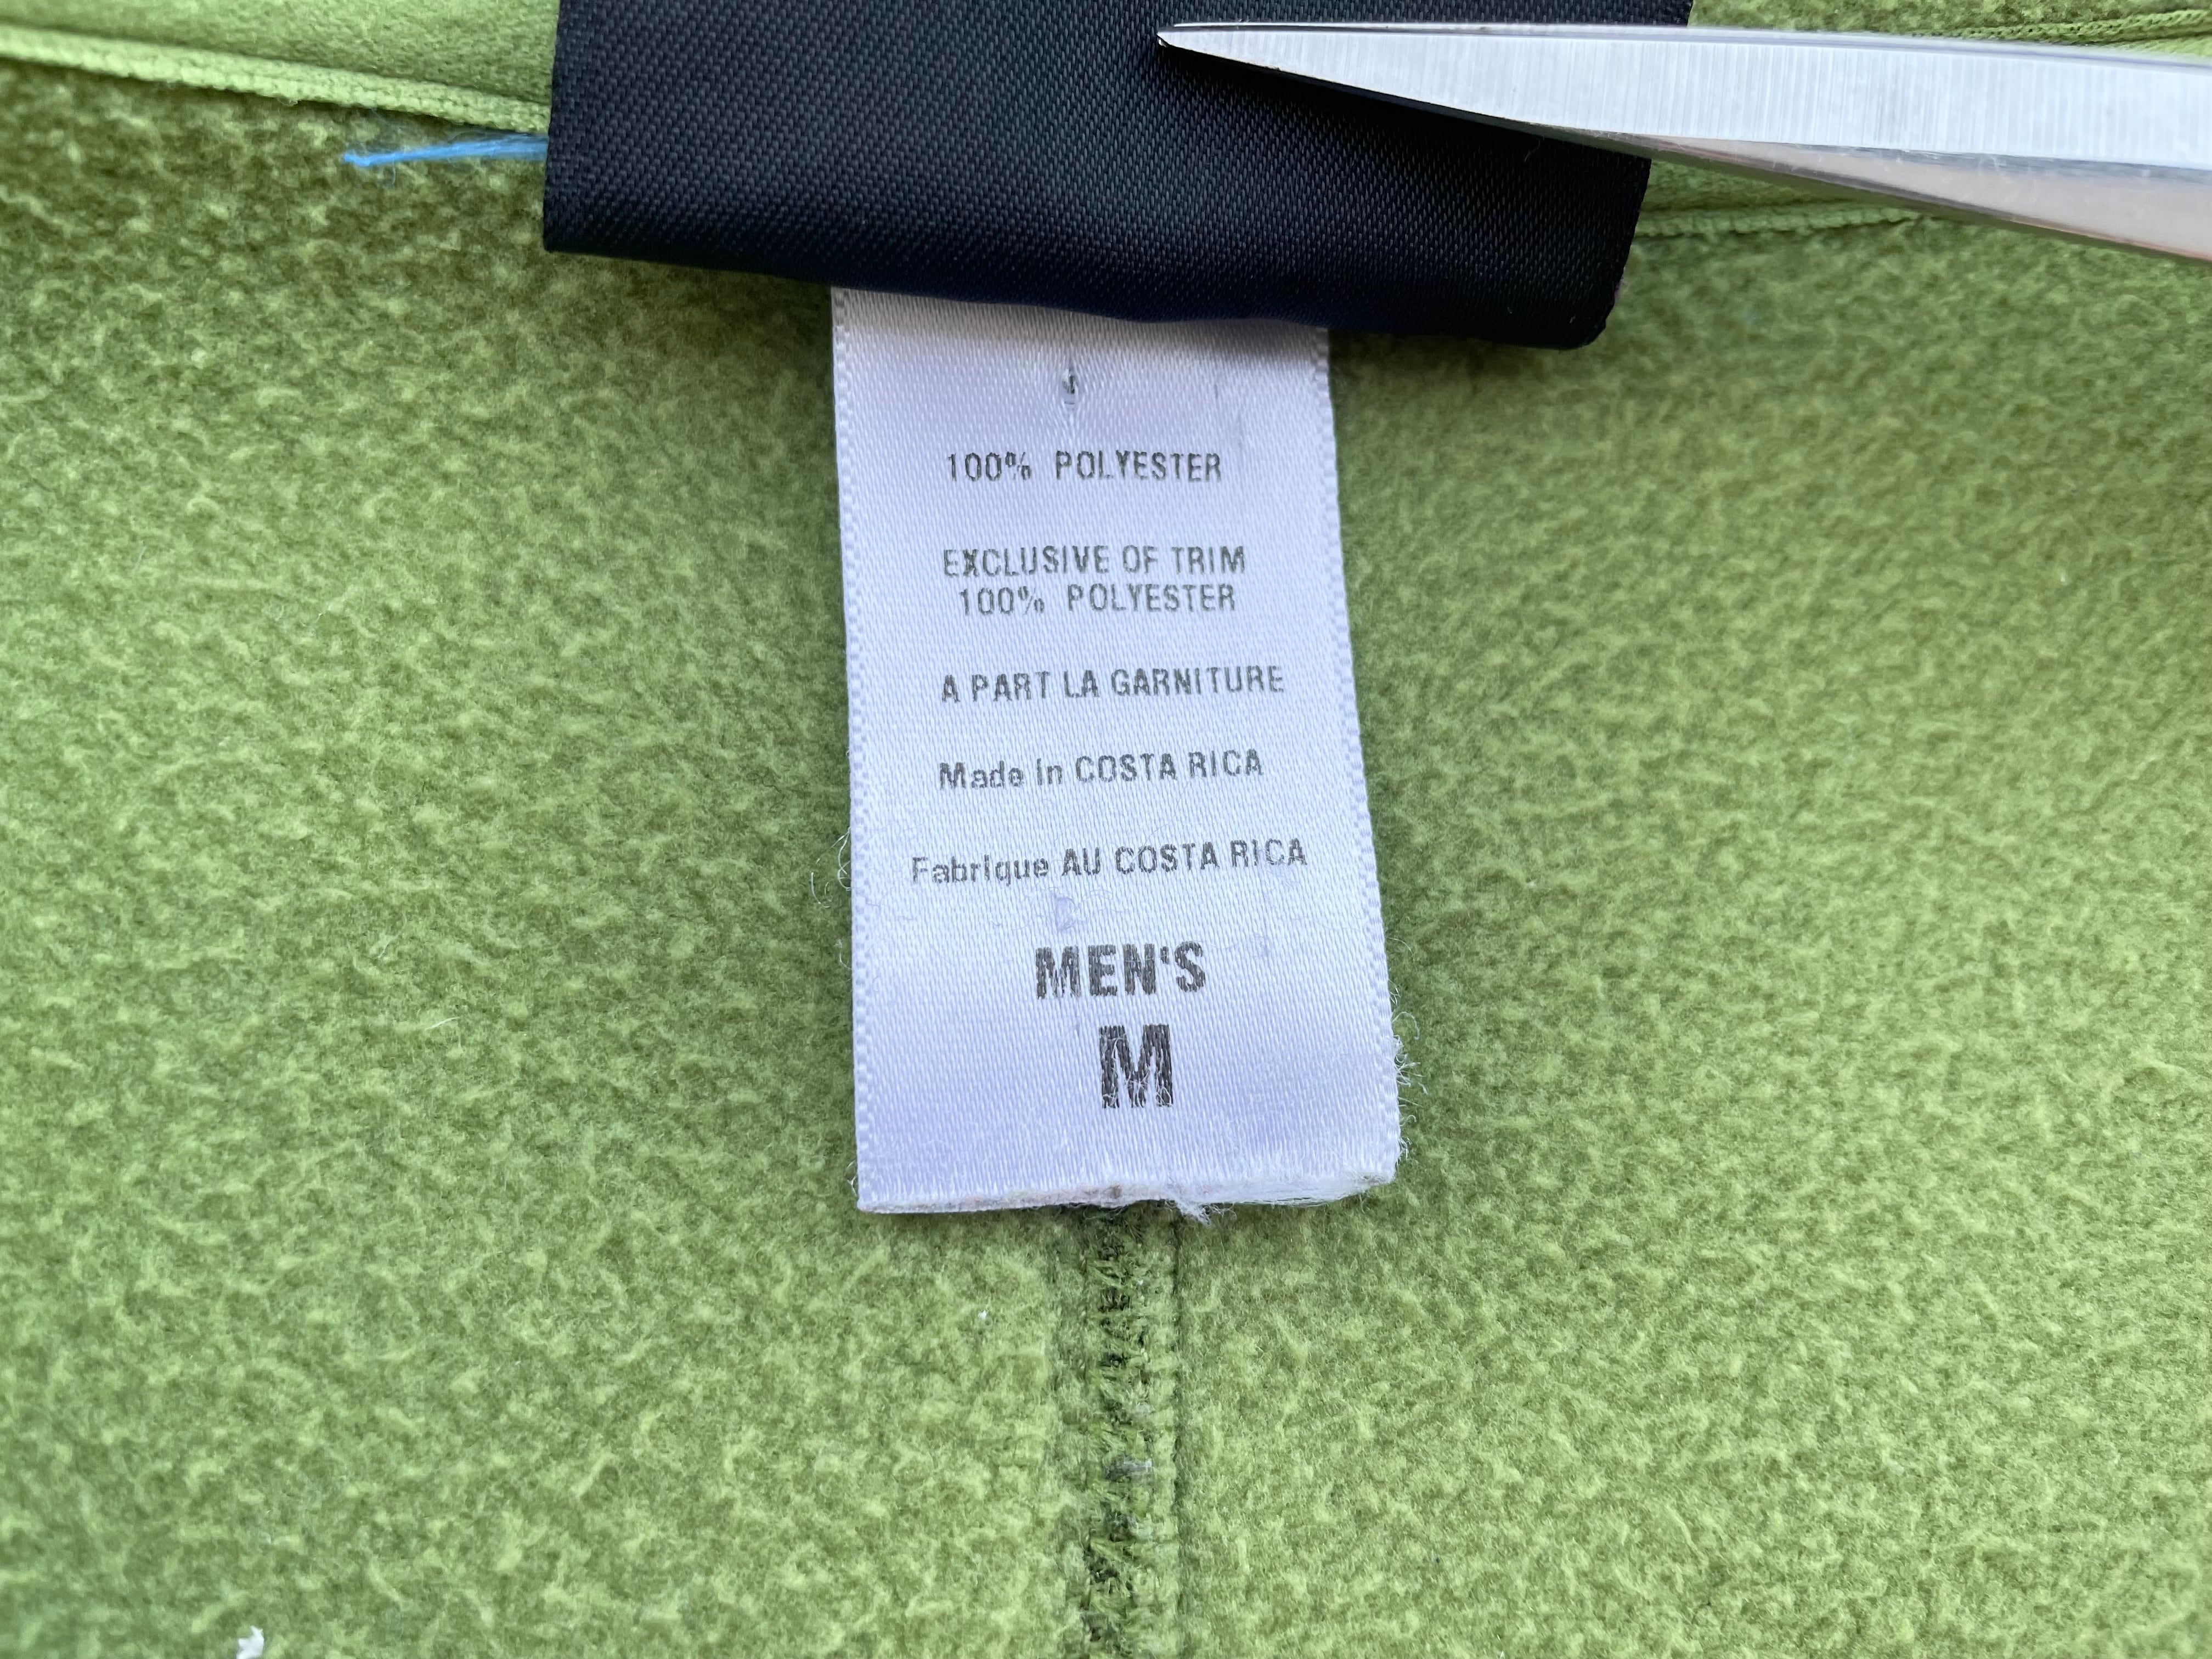 100% POLYESTER
EXCLUSIVE OF TRIM
100% POLYESTER
A PART LA GARNITURE
Made In COSTA RICA
Fabrique AU COSTA RICA
MEN'S
M